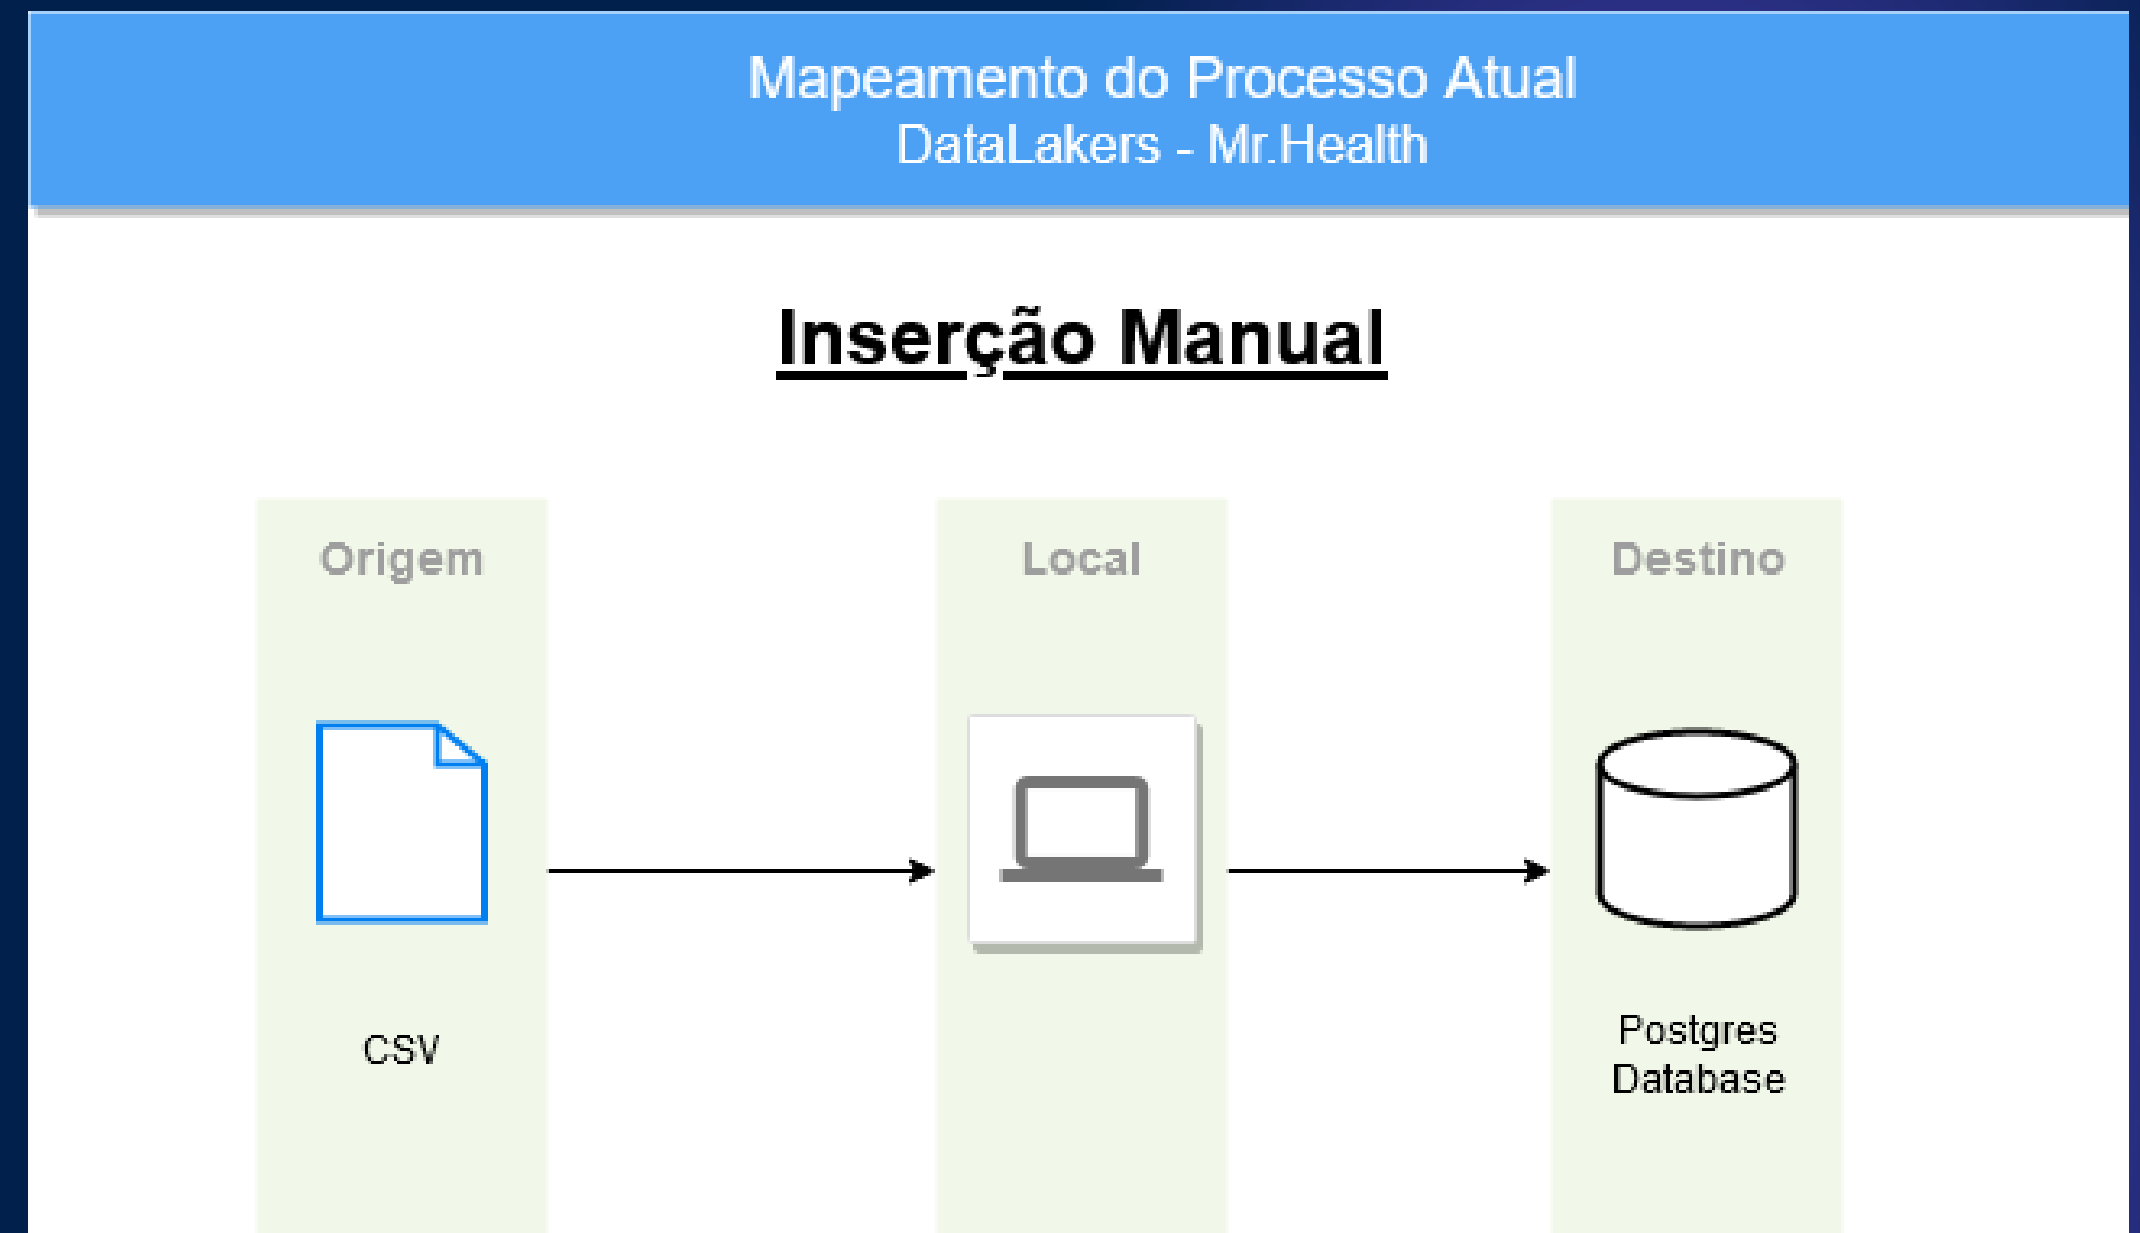 Mapeamento do Processo Atual
DataLakers - Mr.Health
Inserção Manual
Origem
Local
Destino
CSV
Postgres
Database